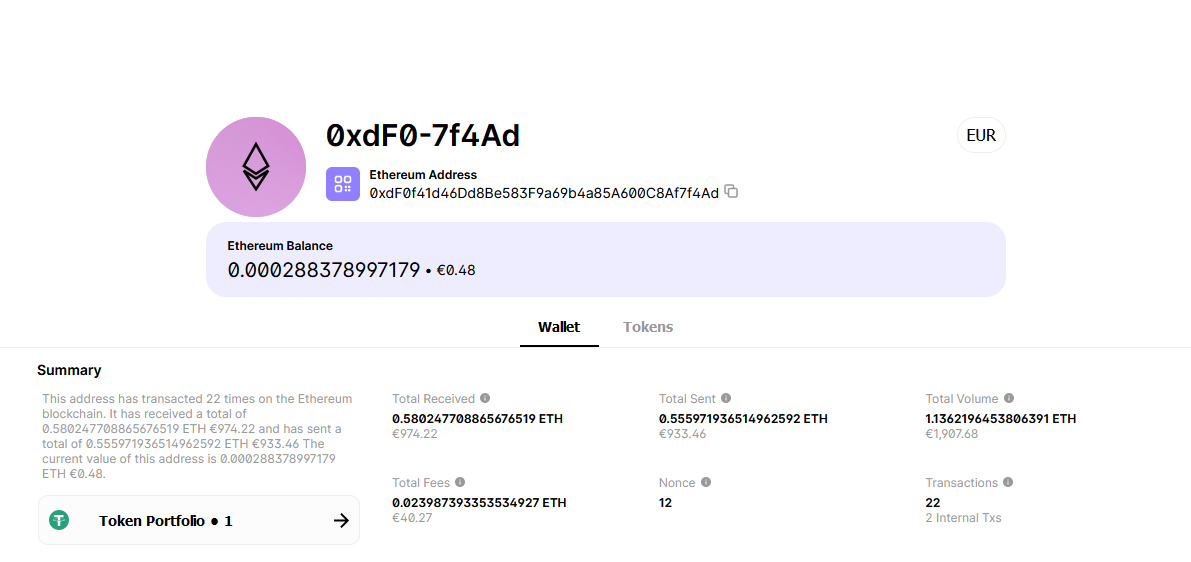 0xdF0-7f4Ad
EUR
Ethereum Address
0xdF0f41d46Dd8Be583F9a69b4a85A600C8Af7f4Ad
Ethereum Balance
0.000288378997179 • €0.48
Wallet
Tokens
Summary
This address has transacted 22 times on the Ethereum
blockchain. It has received a total of
0.580247708865676519 ETH €974.22 and has sent a
total of 0.555971936514962592 ETH €933.46 The
current value of this address is 0.000288378997179
ETH €0.48.
Token Portfolio • 1
Total Received
0.580247708865676519 ETH
€974.22
Total Sent
0.555971936514962592 ETH
€933.46
Total Volume
1.1362196453806391 ETH
€1,907.68
Total Fees
0.023987393353534927 ETH
€40.27
Nonce
12
Transactions
22
2 Internal Txs